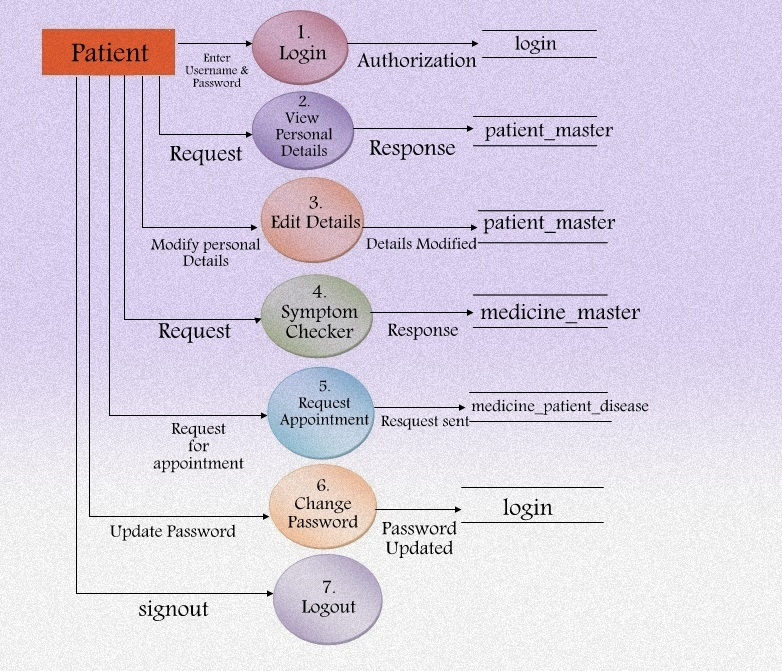 Patient
Enter
Username &
Password
1.
Login
Authorization
login
2.
View
Personal
Details
Request
Response
patient_master
3.
Edit Details
Modify personal
Details
Details Modified
patient_master
4.
Symptom
Checker
Request
Response
medicine_master
5.
Request
Appointment
Request
for
appointment
Resquest sent
medicine_patient_disease
6.
Change
Password
Update Password
Password
Updated
login
7.
Logout
signout